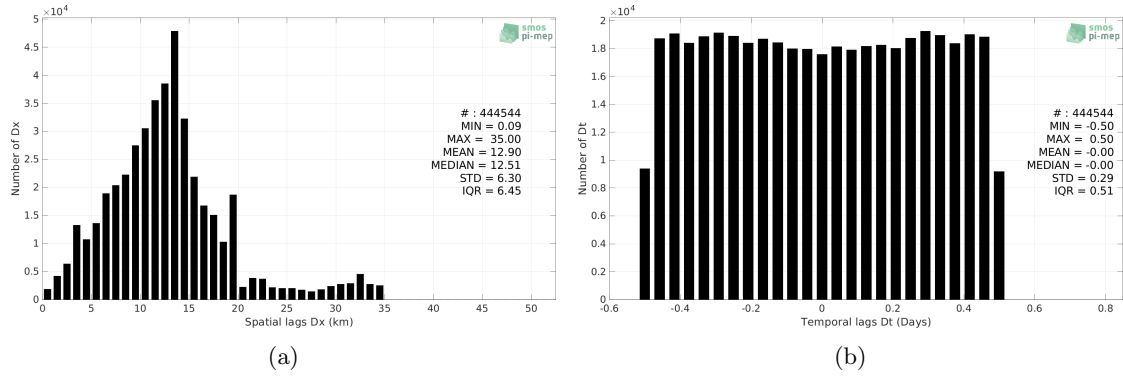 ×10⁴
5
4.5
4
3.5
3
2.5
2
1.5
1
0.5
0
Number of Dx
smos
pi-mep
# : 444544
MIN = 0.09
MAX = 35.00
MEAN = 12.90
MEDIAN = 12.51
STD = 6.30
IQR = 6.45
0 5 10 15 20 25 30 35 40 45 50
Spatial lags Dx (km)
(a)
×10⁴
2
1.8
1.6
1.4
1.2
1
0.8
0.6
0.4
0.2
0
Number of Dt
smos
pi-mep
# : 444544
MIN = -0.50
MAX = 0.50
MEAN = -0.00
MEDIAN = -0.00
STD = 0.29
IQR = 0.51
-0.6 -0.4 -0.2 0 0.2 0.4 0.6 0.8
Temporal lags Dt (Days)
(b)